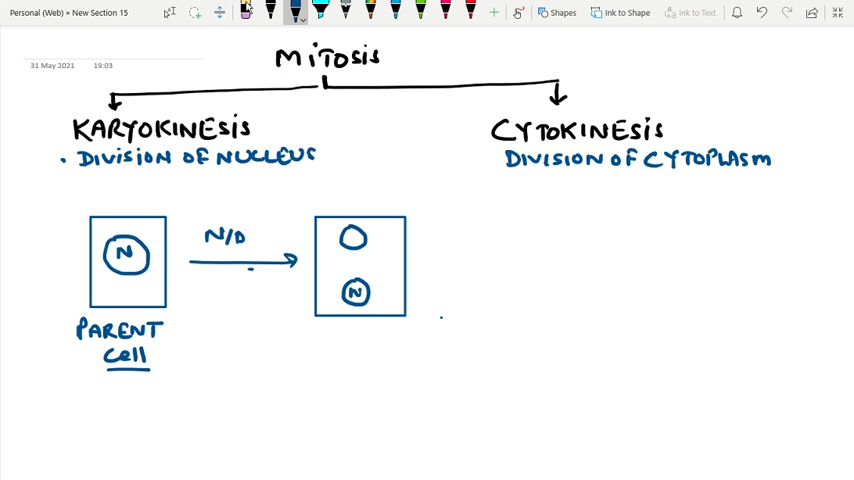 Personal (Web) » New Section 15
Shapes
Ink to Shape
Ink to Text
31 May 2021 19:03
MiTosis
KARYOKINESis
CYTOKINESIS
• Division of NUCLEUS
DIVISION OF CYTOPLASM
N/D
N
N
PARENT
Cell